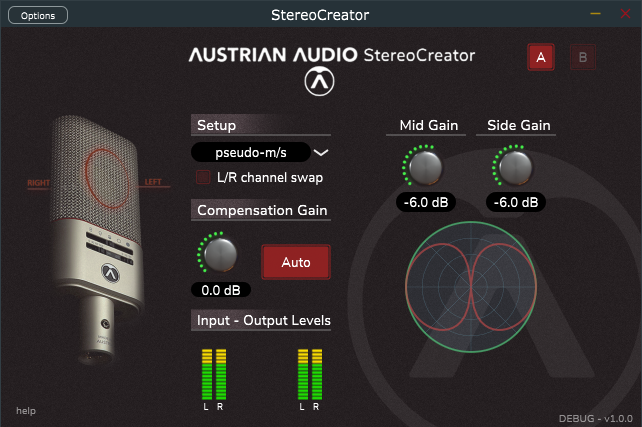 Options
StereoCreator
AUSTRIAN AUDIO StereoCreator
A
B
Setup
pseudo-m/s
L/R channel swap
Mid Gain
Side Gain
-6.0 dB
-6.0 dB
RIGHT
LEFT
Compensation Gain
Auto
0.0 dB
Input - Output Levels
L R
L R
help
DEBUG - v1.0.0